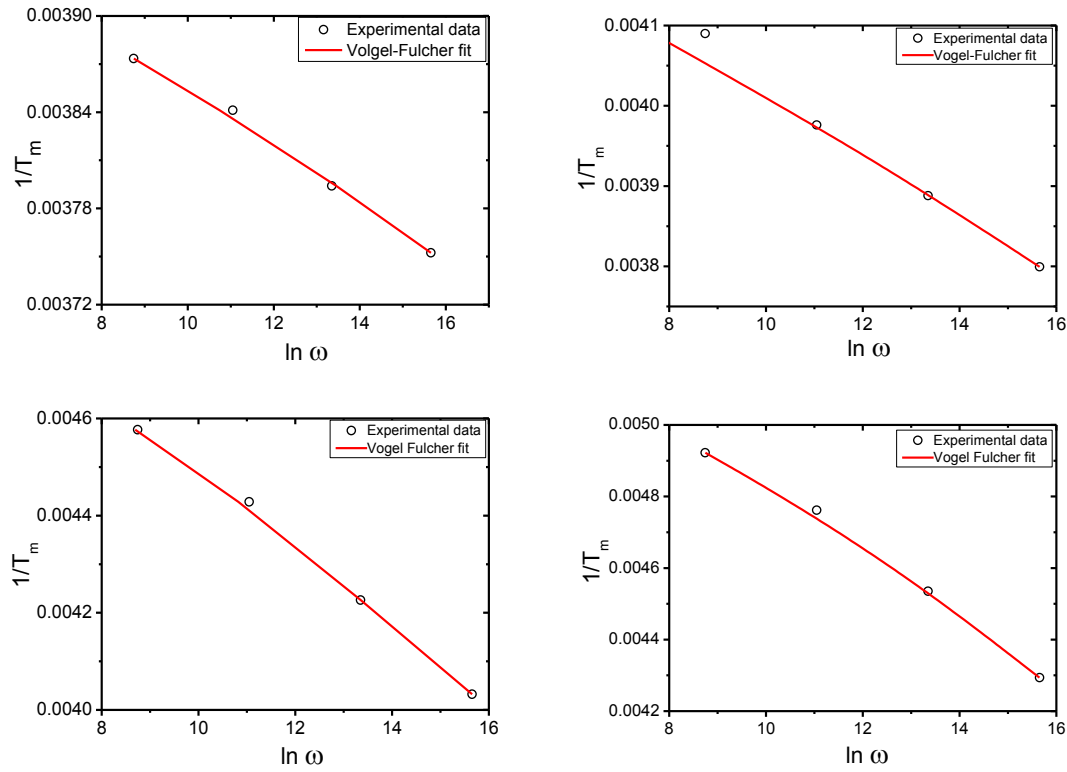 0.00390
0.00384
0.00378
0.00372
1/Tm
Experimental data
Volgel-Fulcher fit
8 10 12 14 16
ln ω
0.0041
0.0040
0.0039
0.0038
1/Tm
Experimental data
Vogel-Fulcher fit
8 10 12 14 16
ln ω
0.0046
0.0044
0.0042
0.0040
1/Tm
Experimental data
Vogel Fulcher fit
8 10 12 14 16
ln ω
0.0050
0.0048
0.0046
0.0044
0.0042
1/Tm
Experimental data
Vogel Fulcher fit
8 10 12 14 16
ln ω